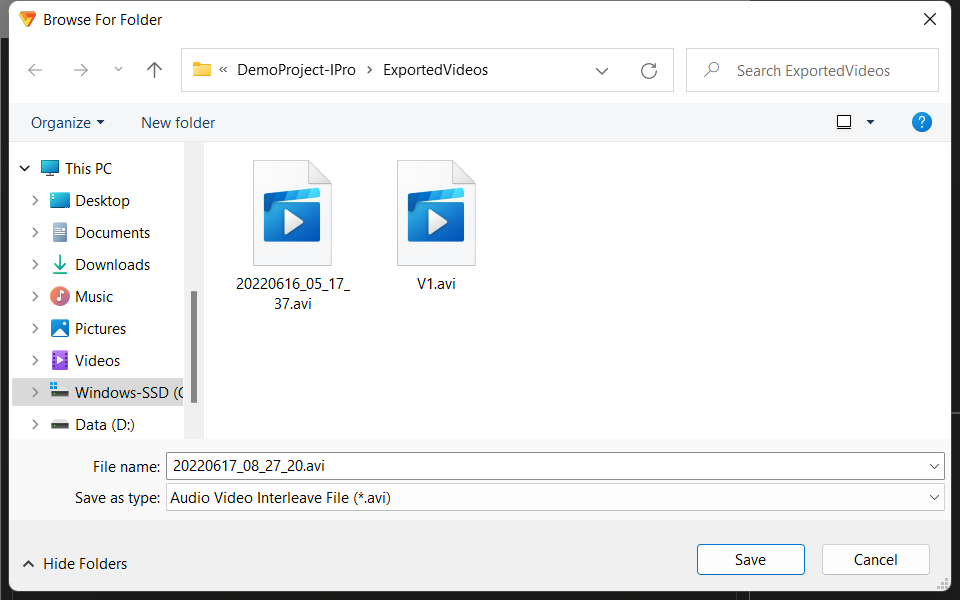 Browse For Folder
« DemoProject-IPro > ExportedVideos
Search ExportedVideos
Organize
New folder
?
This PC
Desktop
Documents
Downloads
Music
Pictures
Videos
Windows-SSD (C
Data (D:)
20220616_05_17_
37.avi
V1.avi
File name: 20220617_08_27_20.avi
Save as type: Audio Video Interleave File (*.avi)
Hide Folders
Save
Cancel